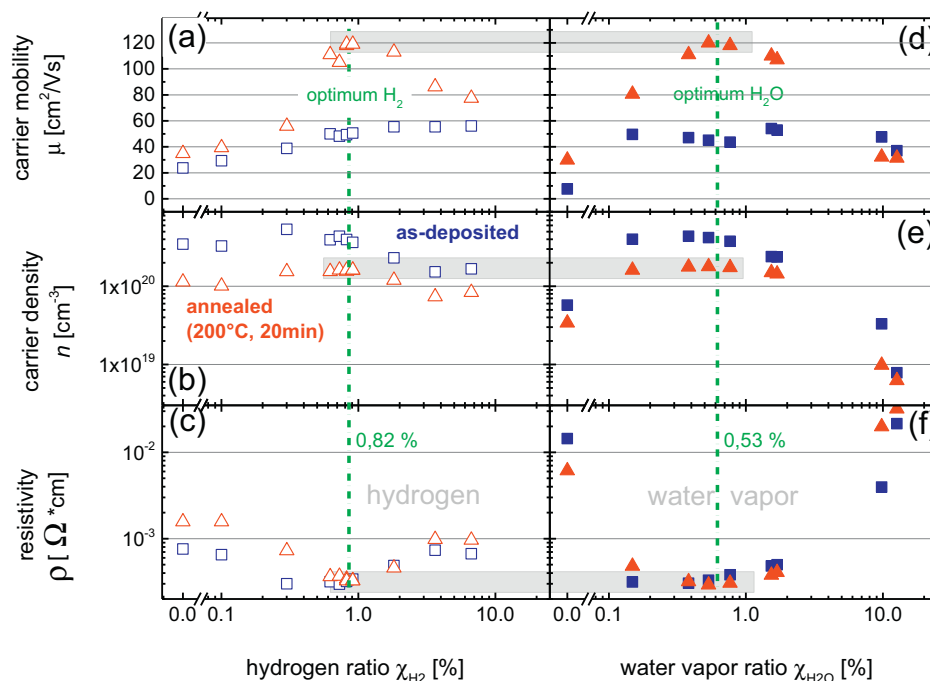 (a)
(d)
carrier mobility
μ [cm²/Vs]
120
100
80
60
40
20
0
optimum H₂
optimum H₂O
(b)
(e)
carrier density
n [cm⁻³]
1x10²⁰
1x10¹⁹
as-deposited
annealed
(200°C, 20min)
(c)
(f)
resistivity
ρ [ Ω *cm]
10⁻²
10⁻³
0,82 %
0,53 %
hydrogen
water vapor
0.0 0.1 1.0 10.0
0.0 0.1 1.0 10.0
hydrogen ratio χH2 [%]
water vapor ratio χH2O [%]